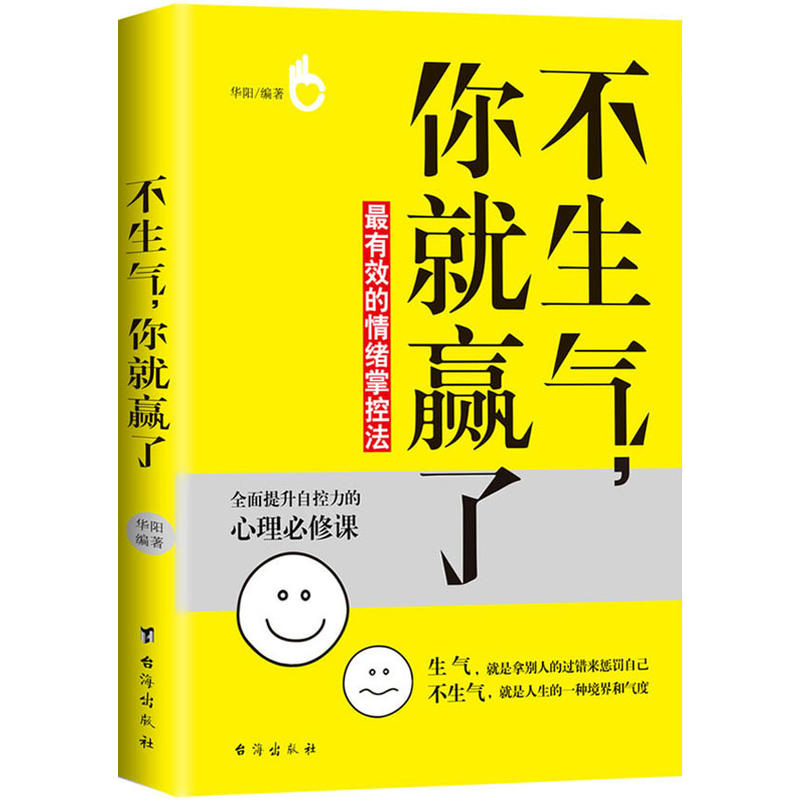 不生气，
你就赢了
最有效的情绪掌控法
华阳/编著
全面提升自控力的
心理必修课
生气，就是拿别人的过错来惩罚自己
不生气，就是人生的一种境界和气度
台海出版社
不生气，你就赢了
华阳
编著
台海出版社